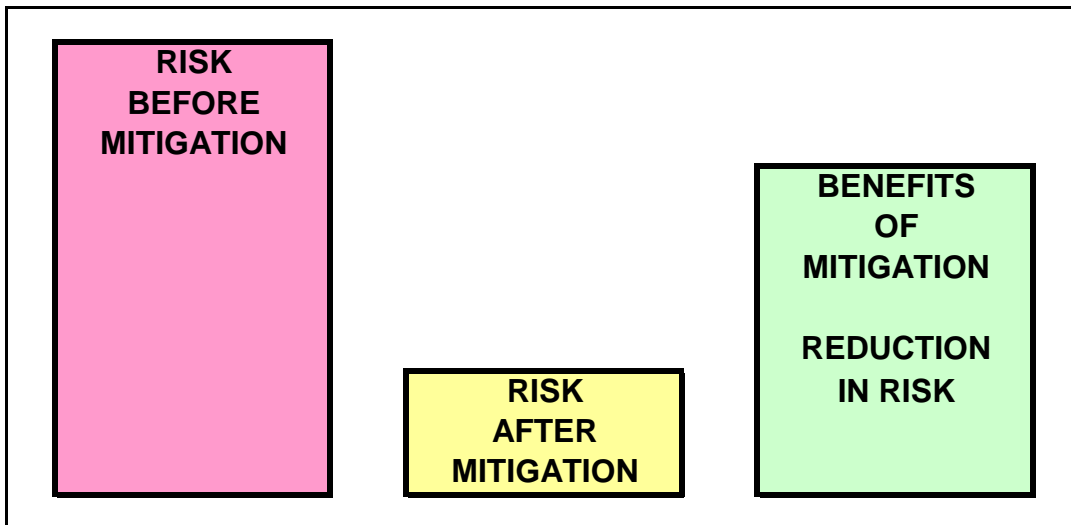 RISK
BEFORE
MITIGATION
RISK
AFTER
MITIGATION
BENEFITS
OF
MITIGATION
REDUCTION
IN RISK